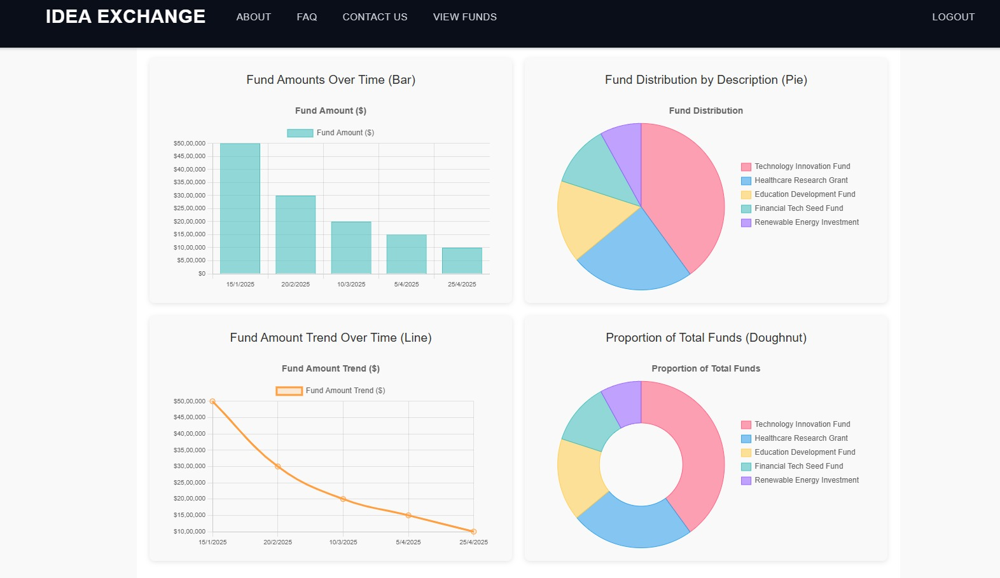 IDEA EXCHANGE ABOUT FAQ CONTACT US VIEW FUNDS LOGOUT
Fund Amounts Over Time (Bar)
Fund Amount ($)
Fund Amount ($)
$50,00,000
$45,00,000
$40,00,000
$35,00,000
$30,00,000
$25,00,000
$20,00,000
$15,00,000
$10,00,000
$5,00,000
$0
15/1/2025 20/2/2025 10/3/2025 5/4/2025 25/4/2025
Fund Distribution by Description (Pie)
Fund Distribution
Technology Innovation Fund
Healthcare Research Grant
Education Development Fund
Financial Tech Seed Fund
Renewable Energy Investment
Fund Amount Trend Over Time (Line)
Fund Amount Trend ($)
Fund Amount Trend ($)
$50,00,000
$45,00,000
$40,00,000
$35,00,000
$30,00,000
$25,00,000
$20,00,000
$15,00,000
$10,00,000
15/1/2025 20/2/2025 10/3/2025 5/4/2025 25/4/2025
Proportion of Total Funds (Doughnut)
Proportion of Total Funds
Technology Innovation Fund
Healthcare Research Grant
Education Development Fund
Financial Tech Seed Fund
Renewable Energy Investment